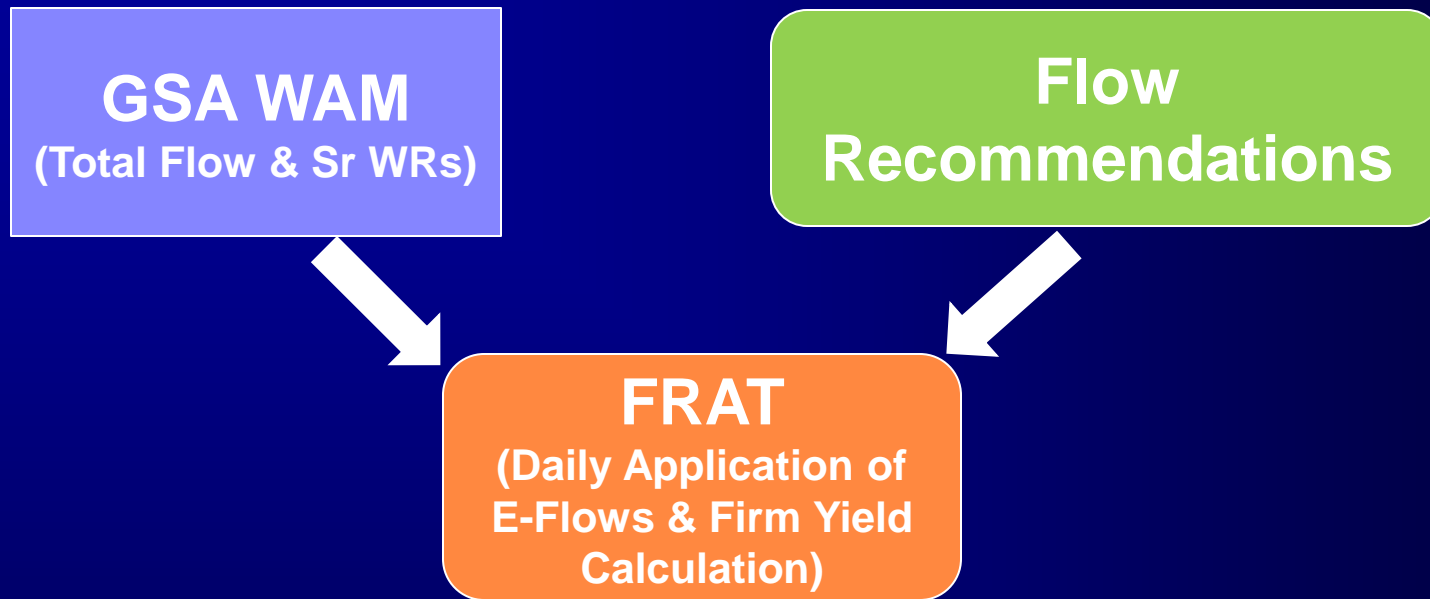 GSA WAM
(Total Flow & Sr WRs)
Flow
Recommendations
FRAT
(Daily Application of
E-Flows & Firm Yield
Calculation)